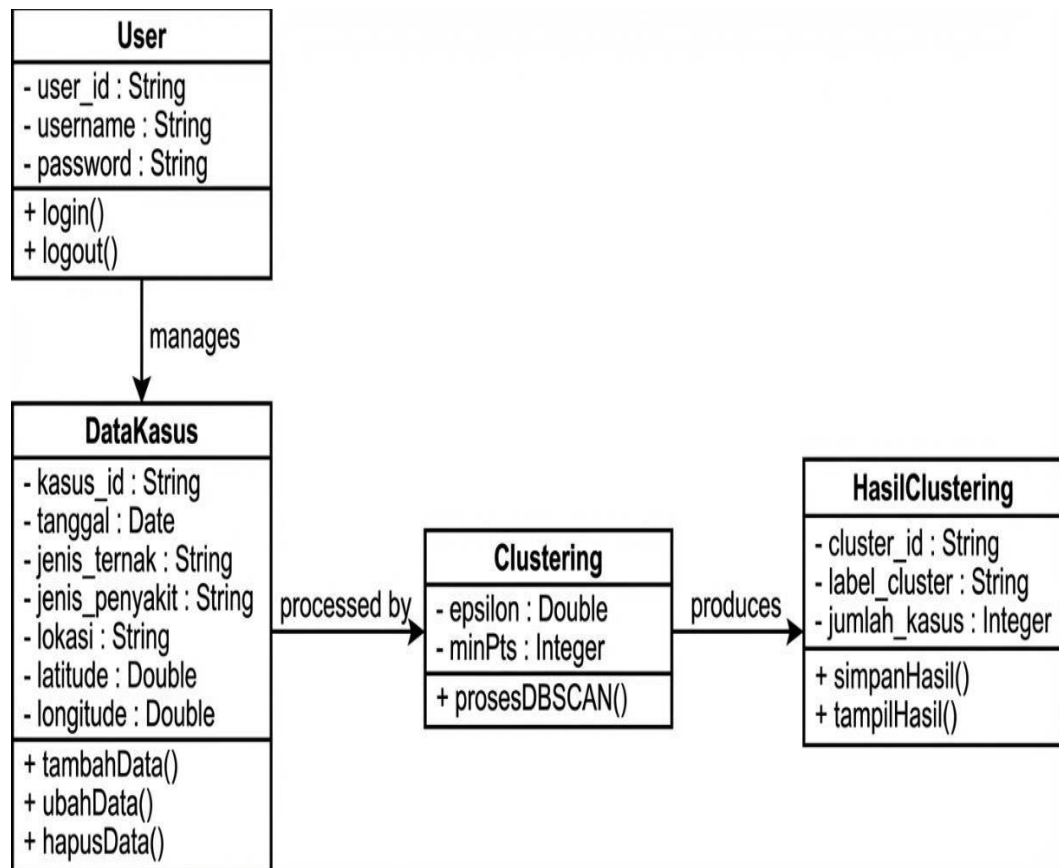 User
- user_id : String
- username : String
- password : String
+ login()
+ logout()
manages
DataKasus
- kasus_id : String
- tanggal : Date
- jenis_ternak : String
- jenis_penyakit : String
- lokasi : String
- latitude : Double
- longitude : Double
+ tambahData()
+ ubahData()
+ hapusData()
processed by
Clustering
- epsilon : Double
- minPts : Integer
+ prosesDBSCAN()
produces
HasilClustering
- cluster_id : String
- label_cluster : String
- jumlah_kasus : Integer
+ simpanHasil()
+ tampilHasil()